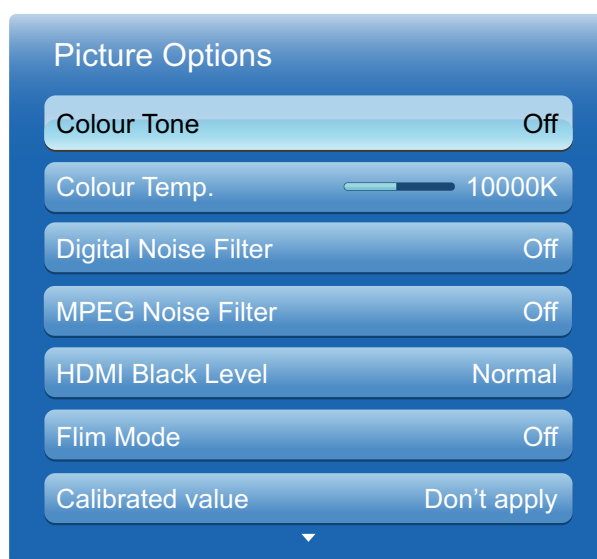 Picture Options
Colour Tone Off
Colour Temp. 10000K
Digital Noise Filter Off
MPEG Noise Filter Off
HDMI Black Level Normal
Flim Mode Off
Calibrated value Don’t apply